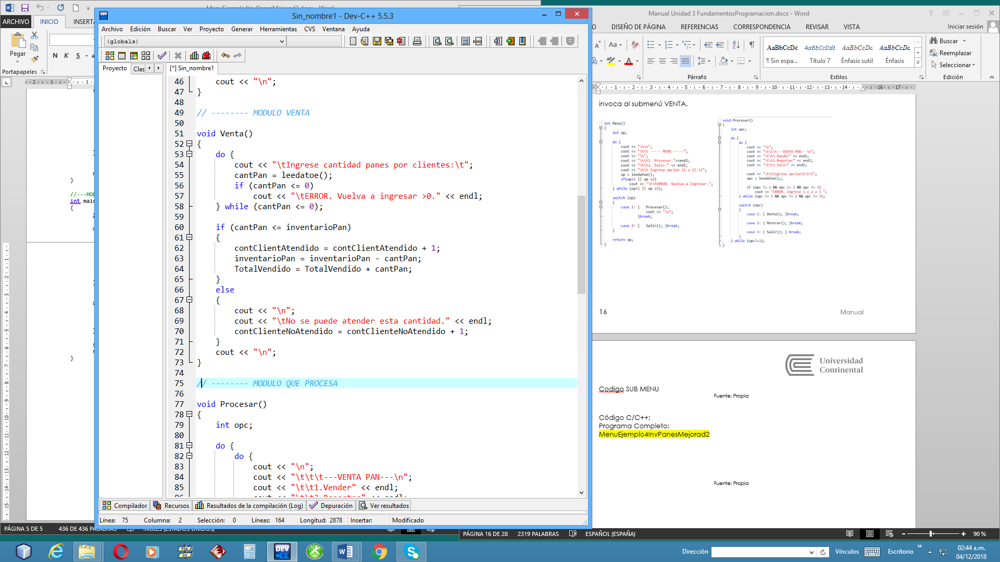 MenuEjemplo4InvPanesMejorad2.docx - Word
ARCHIVO
INICIO
INSERTA
Pegar
N
K
S
Portapapeles
Sin_nombre1 - Dev-C++ 5.5.3
Archivo Edición Buscar Ver Proyecto Generar Herramientas CVS Ventana Ayuda
(globals)
Proyecto
Clas
[*] Sin_nombre1
46 cout << "\n";
47 }
48
49 // -------- MODULO VENTA
50
51 void Venta()
52 {
53 do {
54 cout << "\tIngrese cantidad panes por clientes:\t";
55 cantPan = leedatoe();
56 if (cantPan <= 0)
57 cout << "\tERROR. Vuelva a ingresar >0." << endl;
58 } while (cantPan <= 0);
59
60 if (cantPan <= inventarioPan)
61 {
62 contClientAtendido = contClientAtendido + 1;
63 inventarioPan = inventarioPan - cantPan;
64 TotalVendido = TotalVendido + cantPan;
65 }
66 else
67 {
68 cout << "\n";
69 cout << "\tNo se puede atender esta cantidad." << endl;
70 contClienteNoAtendido = contClienteNoAtendido + 1;
71 }
72 cout << "\n";
73 }
74
75 // -------- MODULO QUE PROCESA
76
77 void Procesar()
78 {
79 int opc;
80
81 do {
82 do {
83 cout << "\n";
84 cout << "\t\t\t---VENTA PAN---\n";
85 cout << "\t\t1.Vender" << endl;
Compilador
Recursos
Resultados de la compilación (Log)
Depuración
Ver resultados
Línea: 75 Columna: 2 Selección: 0 Líneas: 164 Longitud: 2878 Insertar: Modificado
}
//---MOD
int main
{
}
PÁGINA 5 DE 5 436 DE 436 PALABRAS INGLÉS (ESTADOS UNIDOS)
Manual Unidad 3 FundamentosProgramacion.docx - Word
DISEÑO DE PÁGINA REFERENCIAS CORRESPONDENCIA REVISAR VISTA
Iniciar sesión
AaBbCcDd AaBbCcDdE AaBbCcDc AaBbCcDc
¶ Sin espa... Título 7 Énfasis sutil Énfasis
Buscar
Reemplazar
Seleccionar
Párrafo
Estilos
Edición
invoca al submenú VENTA.
int Menu()
{
int op;
do {
cout << "\n\n";
cout << "\t\t ----- MENU -----";
cout << "\n";
cout << "\t\t1. Procesar."<<endl;
cout << "\t\t2. Salir." << endl;
cout << "\t\t Ingrese opcion (1 o 2):\t";
op = leedatoe();
if(op<1 || op >2)
cout << "\t\tERROR. Vuelva a Ingresar.";
} while (op<1 || op >2);
switch (op)
{
case 1: { Procesar();
cout << "\n";
}break;
case 2: { Salir(); }break;
}
return op;
}
void Procesar()
{
int opc;
do {
do {
cout << "\n";
cout << "\t\t\t---VENTA PAN---\n";
cout << "\t\t1.Vender" << endl;
cout << "\t\t2.Reportar" << endl;
cout << "\t\t3.Salir" << endl;
cout << "\t\tIngrese opcion\t\t\t";
opc = leedatoe();;
if (opc != 1 && opc != 2 && opc != 3)
cout << "ERROR. Ingrese 1 o 2 o 3 ";
} while (opc != 1 && opc != 2 && opc != 3);
switch (opc)
{
case 1: { Venta(); }break;
case 2: { Mostrar(); }break;
case 3: { Salir(); } break;
}
} while (opc!=3);
}
16
Manual
Universidad
Continental
Codigo SUB MENU
Fuente: Propia
Código C/C++:
Programa Completo:
MenuEjemplo4InvPanesMejorad2
Fuente: Propia
PÁGINA 16 DE 28 2319 PALABRAS ESPAÑOL (ESPAÑA)
90 %
Dirección
Vínculos
Escritorio
02:44 a.m.
04/12/2018